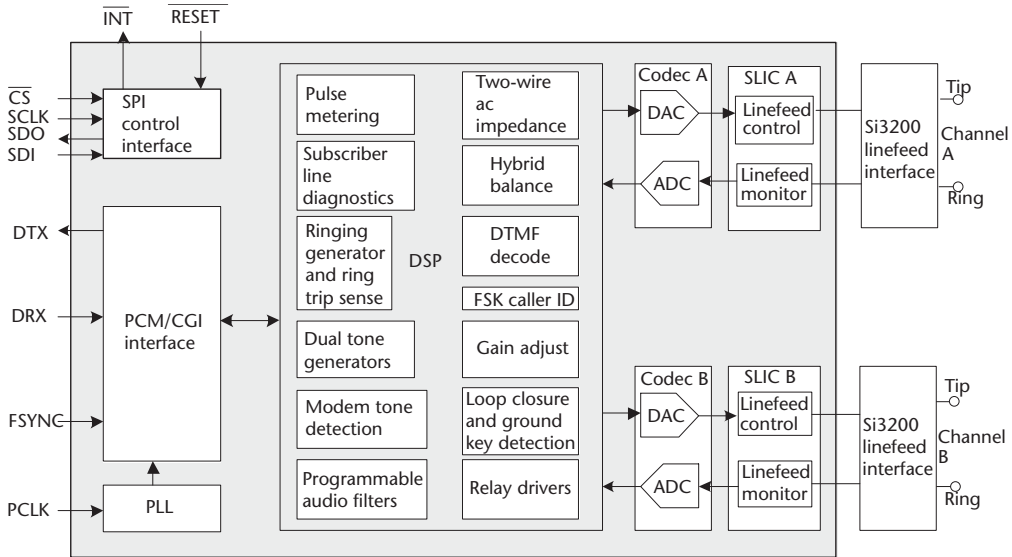 INT
RESET
CS
SCLK
SDO
SDI
SPI
control
interface
DTX
DRX
FSYNC
PCLK
PCM/CGI
interface
PLL
Pulse
metering
Subscriber
line
diagnostics
Ringing
generator
and ring
trip sense
Dual tone
generators
Modem tone
detection
Programmable
audio filters
DSP
Two-wire
ac
impedance
Hybrid
balance
DTMF
decode
FSK caller ID
Gain adjust
Loop closure
and ground
key detection
Relay drivers
Codec A
DAC
ADC
SLIC A
Linefeed
control
Linefeed
monitor
Si3200
linefeed
interface
Tip
Channel
A
Ring
Codec B
DAC
ADC
SLIC B
Linefeed
control
Linefeed
monitor
Si3200
linefeed
interface
Tip
Channel
B
Ring